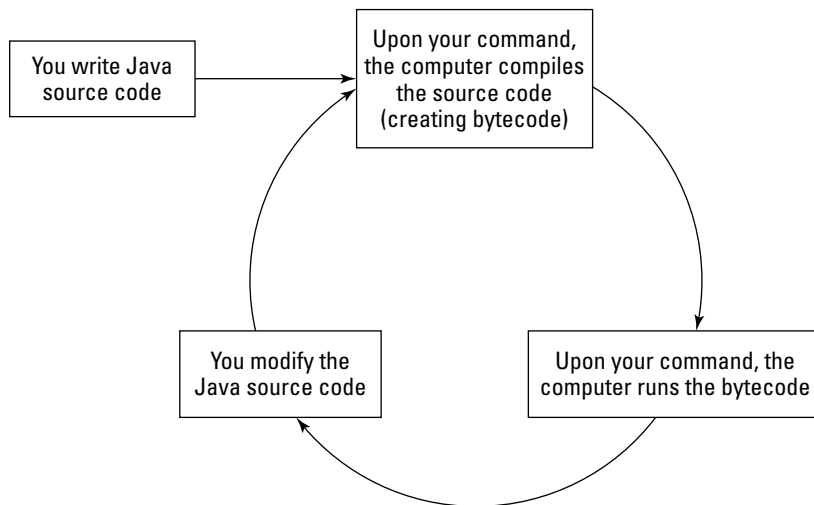 You write Java
source code
Upon your command,
the computer compiles
the source code
(creating bytecode)
You modify the
Java source code
Upon your command, the
computer runs the bytecode